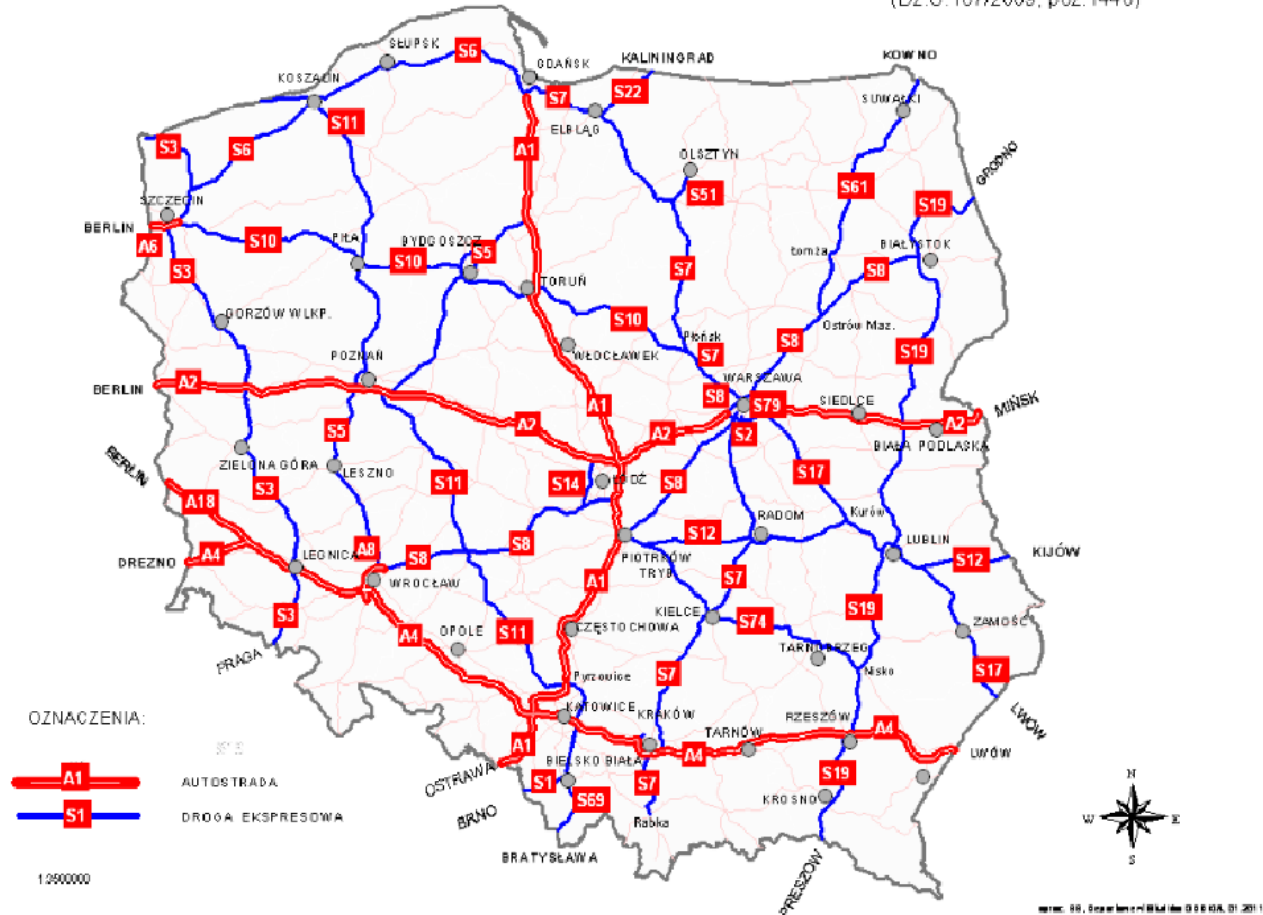 KOWNO
SŁUPSK
S6
GDAŃSK
KALININGRAD
KOSZALIN
S7
S22
SUWAŁKI
S11
ELBLĄG
S3
S6
A1
OLSZTYN
GRODNO
S51
S61
S19
SZCZECIN
BERLIN
A6
S10
PIŁA
BYDGOSZCZ
S5
S10
S3
S7
Łomża
BIAŁYSTOK
S8
TORUŃ
GORZÓW WLKP.
S10
Ostrów Maz.
Płońsk
S8
WŁOCŁAWEK
S7
S19
POZNAŃ
WARSZAWA
BERLIN
A2
S8
S79
SIEDLCE
MIŃSK
A1
A2
A2
S2
A2
BIAŁA PODLASKA
S5
ZIELONA GÓRA
LESZNO
BERLIN
S3
S11
S14
ŁÓDŹ
S8
S17
A18
Kurów
RADOM
S12
LUBLIN
S12
KIJÓW
DREZNO
A4
LEGNICA
A8
S8
S8
PIOTRKÓW
TRYB.
WROCŁAW
A1
S7
S19
S3
KIELCE
S74
ZAMOŚĆ
A4
OPOLE
S11
CZĘSTOCHOWA
TARNOBRZEG
PRAGA
Pyrzowice
S7
Nisko
S17
LWÓW
KATOWICE
KRAKÓW
TARNÓW
RZESZÓW
A4
LWÓW
OZNACZENIA:
A1
A4
OSTRAWA
BIELSKO BIAŁA
S1
S7
S19
A1
AUTOSTRADA
S69
KROSNO
S1
DROGA EKSPRESOWA
BRNO
Rabka
BRATYSŁAWA
PRESZÓW
N
W E
S